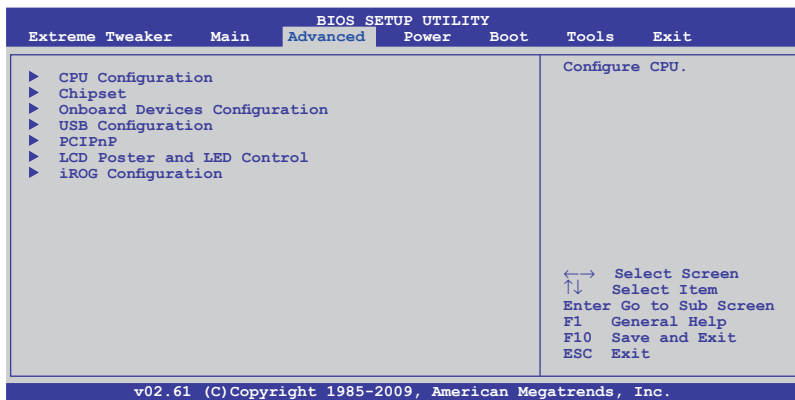 BIOS SETUP UTILITY
Extreme Tweaker Main Advanced Power Boot Tools Exit
▶ CPU Configuration
▶ Chipset
▶ Onboard Devices Configuration
▶ USB Configuration
▶ PCIPnP
▶ LCD Poster and LED Control
▶ iROG Configuration
Configure CPU.
←→ Select Screen
↑↓ Select Item
Enter Go to Sub Screen
F1 General Help
F10 Save and Exit
ESC Exit
v02.61 (C)Copyright 1985-2009, American Megatrends, Inc.